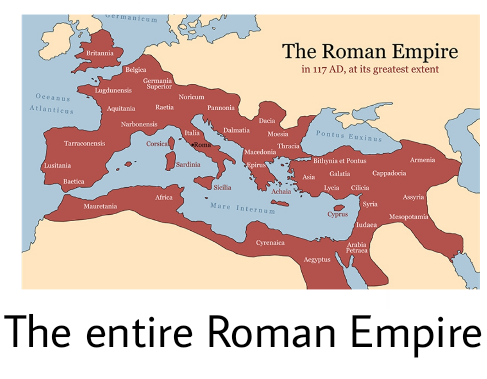 Germanicum
The Roman Empire
in 117 AD, at its greatest extent
Britannia
Belgica
Germania
Superior
Lugdunensis
Noricum
Oceanus
Atlanticus
Aquitania
Raetia
Pannonia
Dacia
Narbonensis
Italia
Dalmatia
Moesia
Pontus Euxinus
Tarraconensis
Corsica
Roma
Macedonia
Thracia
Bithynia et Pontus
Armenia
Lusitania
Sardinia
Epirus
Galatia
Cappadocia
Baetica
Asia
Sicilia
Achaia
Lycia
Cilicia
Assyria
Mauretania
Africa
Mare Internum
Cyprus
Syria
Mesopotamia
Iudaea
Cyrenaica
Arabia
Petraea
Aegyptus
The entire Roman Empire